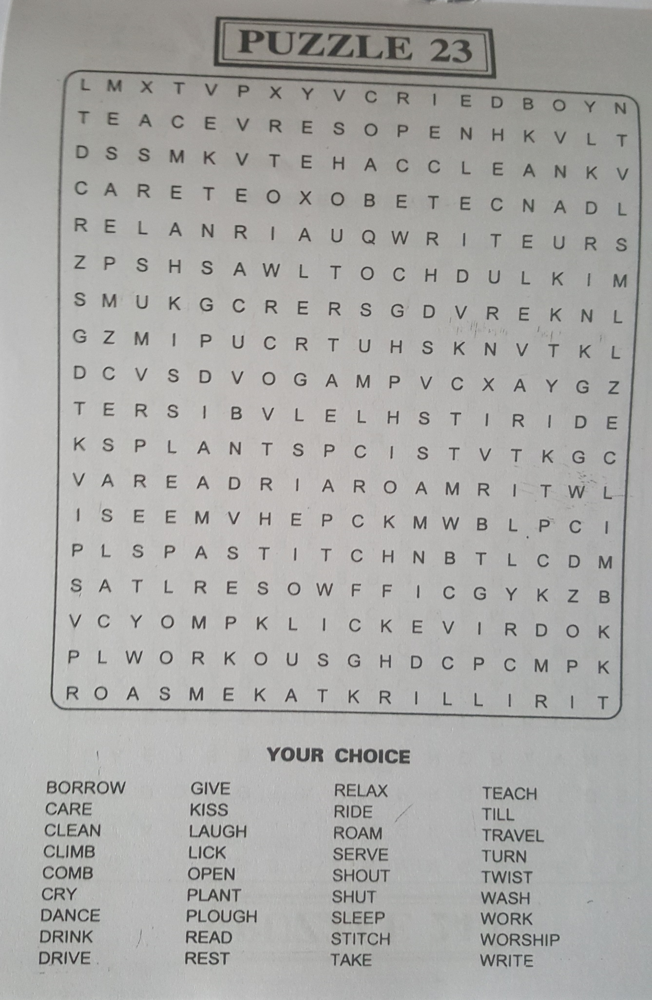 PUZZLE 23
L M X T V P X Y V C R I E D B O Y N
T E A C E V R E S O P E N H K V L T
D S S M K V T E H A C C L E A N K V
C A R E T E O X O B E T E C N A D L
R E L A N R I A U Q W R I T E U R S
Z P S H S A W L T O C H D U L K I M
S M U K G C R E R S G D V R E K N L
G Z M I P U C R T U H S K N V T K L
D C V S D V O G A M P V C X A Y G Z
T E R S I B V L E L H S T I R I D E
K S P L A N T S P C I S T V T K G C
V A R E A D R I A R O A M R I T W L
I S E E M V H E P C K M W B L P C I
P L S P A S T I T C H N B T L C D M
S A T L R E S O W F F I C G Y K Z B
V C Y O M P K L I C K E V I R D O K
P L W O R K O U S G H D C P C M P K
R O A S M E K A T K R I L L I R I T
YOUR CHOICE
BORROW GIVE RELAX TEACH
CARE KISS RIDE TILL
CLEAN LAUGH ROAM TRAVEL
CLIMB LICK SERVE TURN
COMB OPEN SHOUT TWIST
CRY PLANT SHUT WASH
DANCE PLOUGH SLEEP WORK
DRINK READ STITCH WORSHIP
DRIVE REST TAKE WRITE